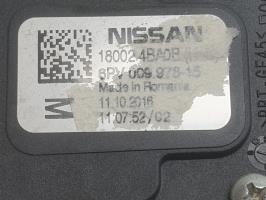 NISSAN
18002 4BA0B
6PV 009.978-15
Made in Romania
11.10.2016
11:07:52/02
M